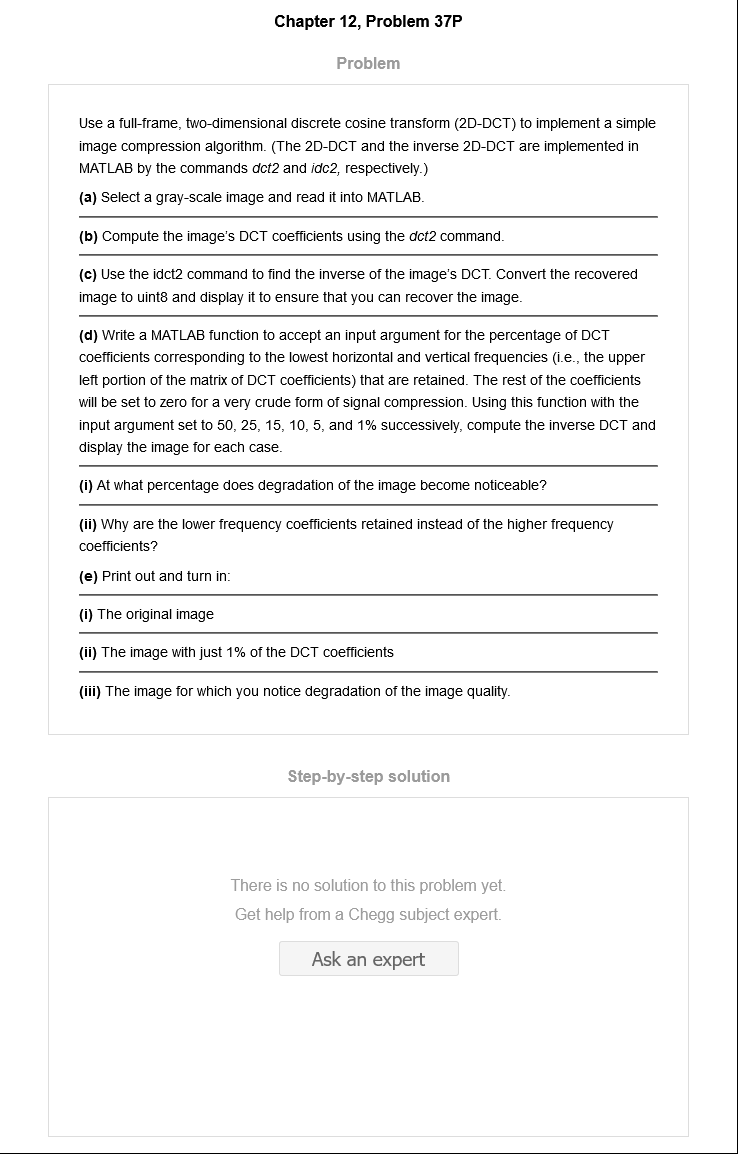 Chapter 12, Problem 37P
Problem
Use a full-frame, two-dimensional discrete cosine transform (2D-DCT) to implement a simple
image compression algorithm. (The 2D-DCT and the inverse 2D-DCT are implemented in
MATLAB by the commands dct2 and idc2, respectively.)
(a) Select a gray-scale image and read it into MATLAB.
(b) Compute the image's DCT coefficients using the dct2 command.
(c) Use the idct2 command to find the inverse of the image's DCT. Convert the recovered
image to uint8 and display it to ensure that you can recover the image.
(d) Write a MATLAB function to accept an input argument for the percentage of DCT
coefficients corresponding to the lowest horizontal and vertical frequencies (i.e., the upper
left portion of the matrix of DCT coefficients) that are retained. The rest of the coefficients
will be set to zero for a very crude form of signal compression. Using this function with the
input argument set to 50, 25, 15, 10, 5, and 1% successively, compute the inverse DCT and
display the image for each case.
(i) At what percentage does degradation of the image become noticeable?
(ii) Why are the lower frequency coefficients retained instead of the higher frequency
coefficients?
(e) Print out and turn in:
(i) The original image
(ii) The image with just 1% of the DCT coefficients
(iii) The image for which you notice degradation of the image quality.
Step-by-step solution
There is no solution to this problem yet.
Get help from a Chegg subject expert.
Ask an expert